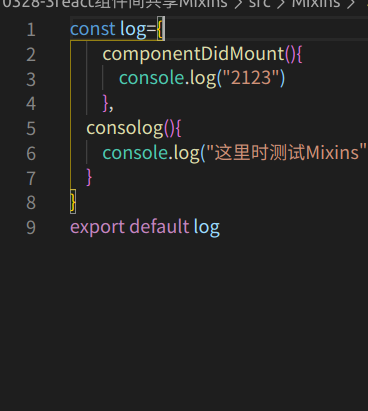 0328-3react组件间共享Mixins > src > Mixins >
1 const log={
2 componentDidMount(){
3 console.log("2123")
4 },
5 consolog(){
6 console.log("这里时测试Mixins"
7 }
8 }
9 export default log